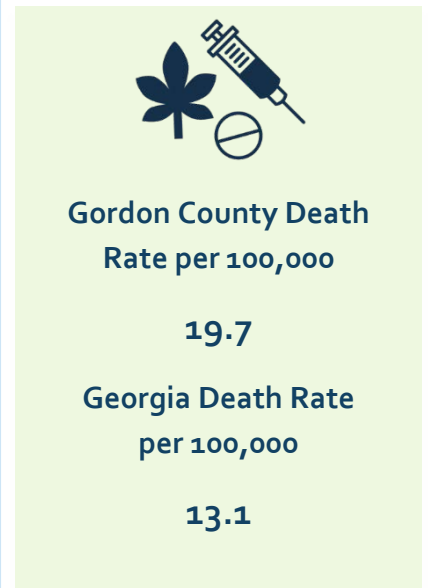 Gordon County Death
Rate per 100,000
19.7
Georgia Death Rate
per 100,000
13.1